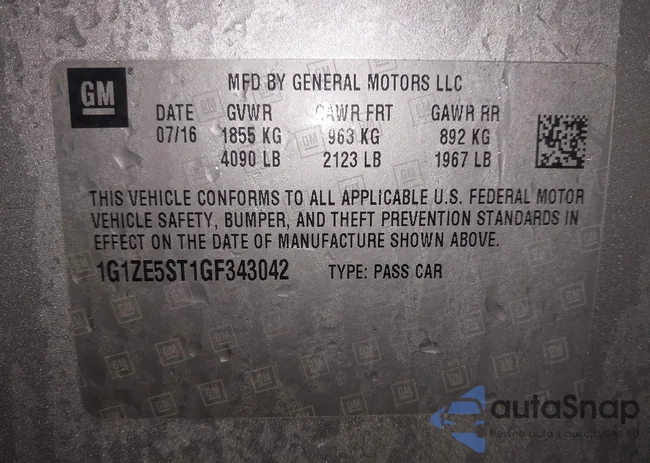 GM
MFD BY GENERAL MOTORS LLC
DATE GVWR GAWR FRT GAWR RR
07/16 1855 KG 963 KG 892 KG
4090 LB 2123 LB 1967 LB
THIS VEHICLE CONFORMS TO ALL APPLICABLE U.S. FEDERAL MOTOR
VEHICLE SAFETY, BUMPER, AND THEFT PREVENTION STANDARDS IN
EFFECT ON THE DATE OF MANUFACTURE SHOWN ABOVE.
1G1ZE5ST1GF343042 TYPE: PASS CAR
autoSnap